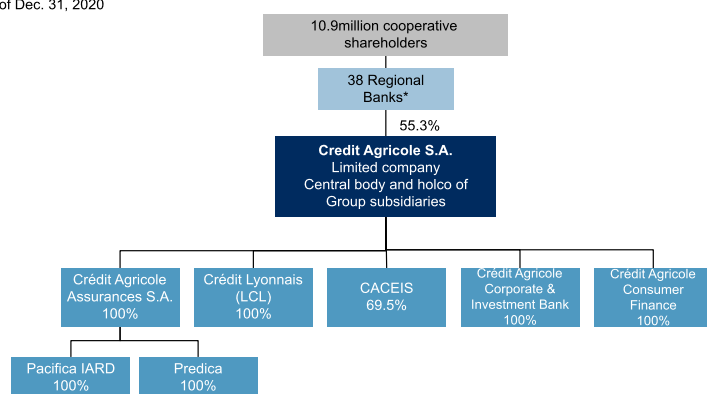 of Dec. 31, 2020
10.9million cooperative
shareholders
38 Regional
Banks*
55.3%
Credit Agricole S.A.
Limited company
Central body and holco of
Group subsidiaries
Crédit Agricole
Assurances S.A.
100%
Crédit Lyonnais
(LCL)
100%
CACEIS
69.5%
Crédit Agricole
Corporate &
Investment Bank
100%
Crédit Agricole
Consumer
Finance
100%
Pacifica IARD
100%
Predica
100%